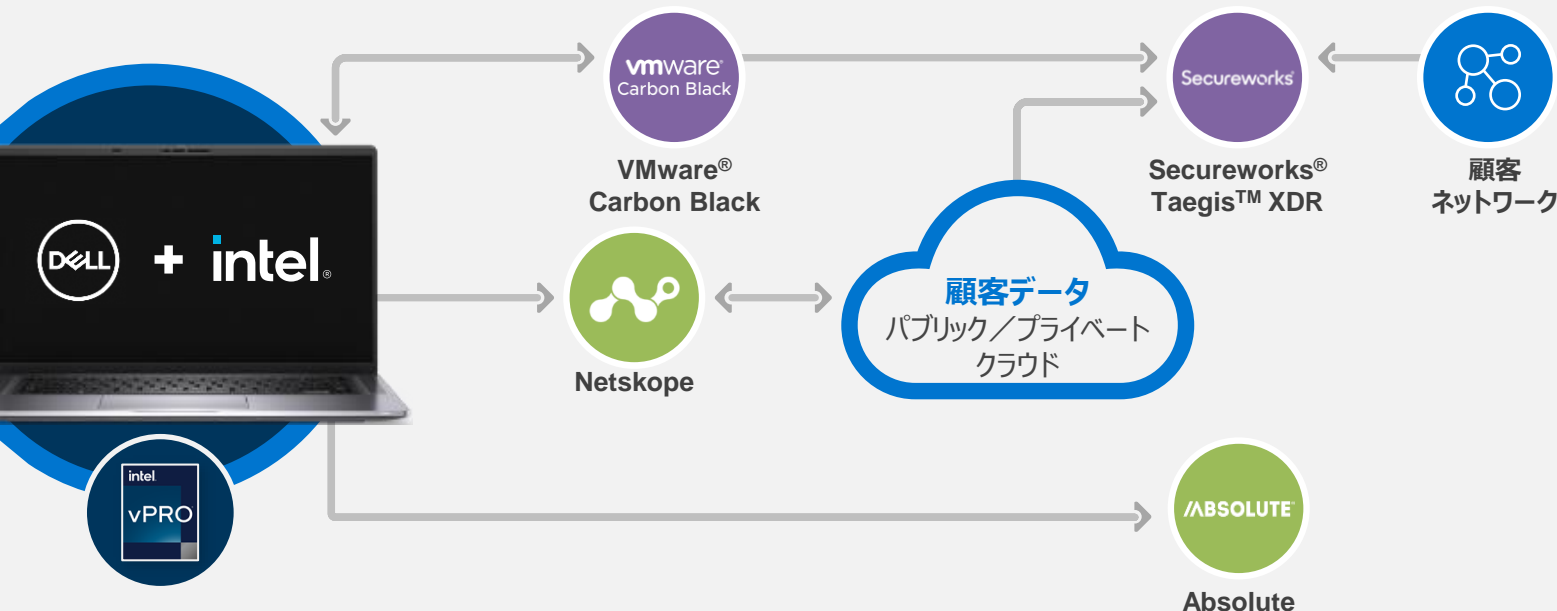 vmware®
Carbon Black
VMware®
Carbon Black
Secureworks®
Secureworks®
Taegis™ XDR
顧客
ネットワーク
DELL + intel®
Netskope
顧客データ
パブリック／プライベート
クラウド
intel
vPRO
ABSOLUTE
Absolute